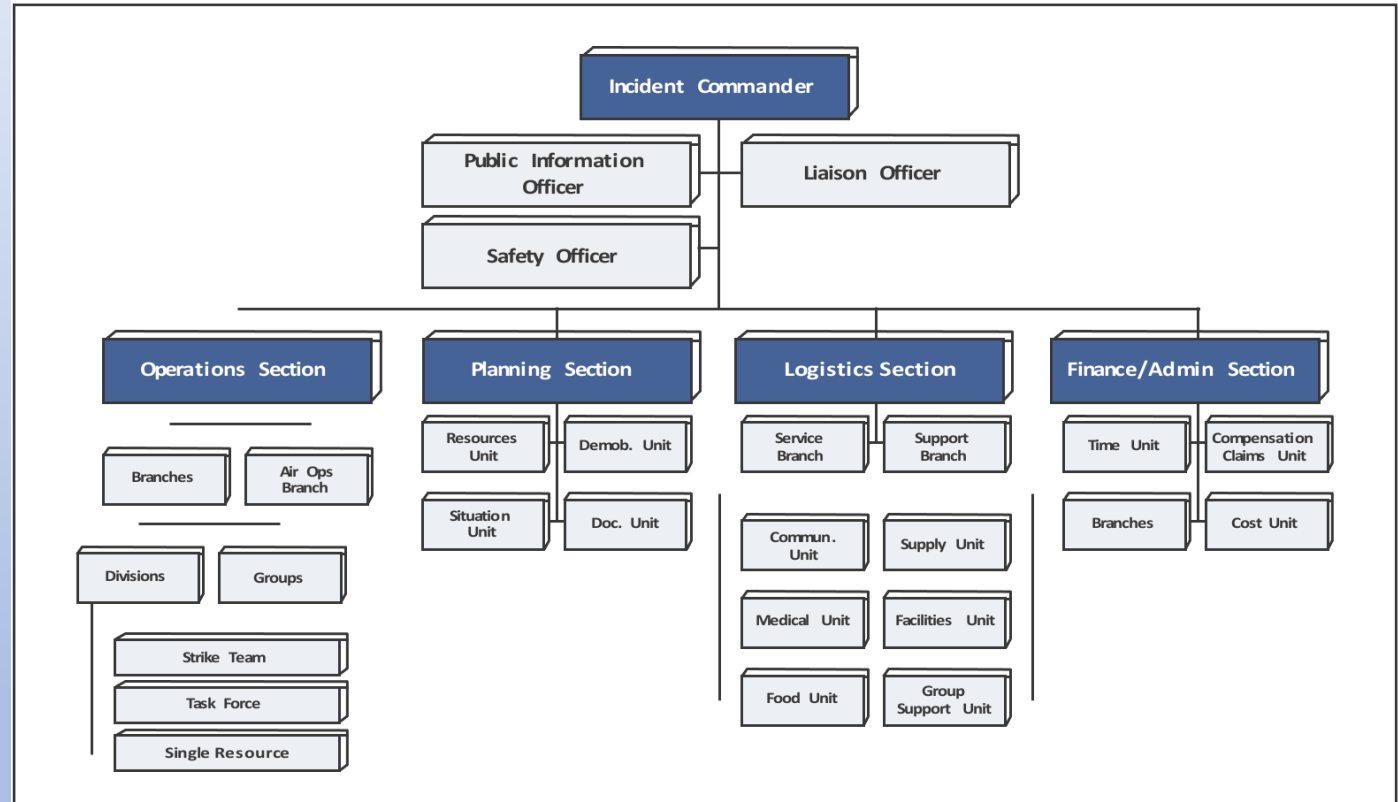 Incident Commander
Public Information
Officer
Liaison Officer
Safety Officer
Operations Section
Planning Section
Logistics Section
Finance/Admin Section
Branches
Air Ops
Branch
Divisions
Groups
Strike Team
Task Force
Single Resource
Resources
Unit
Demob. Unit
Situation
Unit
Doc. Unit
Service
Branch
Support
Branch
Commun.
Unit
Supply Unit
Medical Unit
Facilities Unit
Food Unit
Group
Support Unit
Time Unit
Compensation
Claims Unit
Branches
Cost Unit